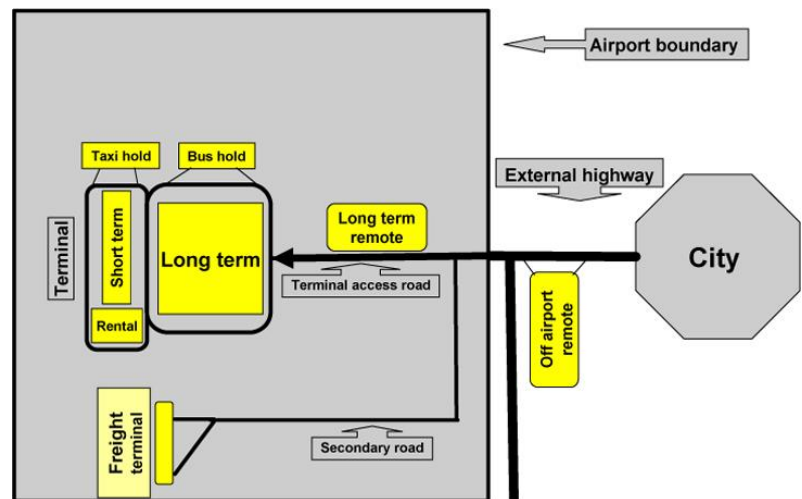 Airport boundary
Taxi hold
Bus hold
External highway
Long term
remote
Terminal
Short term
Long term
City
Terminal access road
Rental
Off airport
remote
Freight
terminal
Secondary road